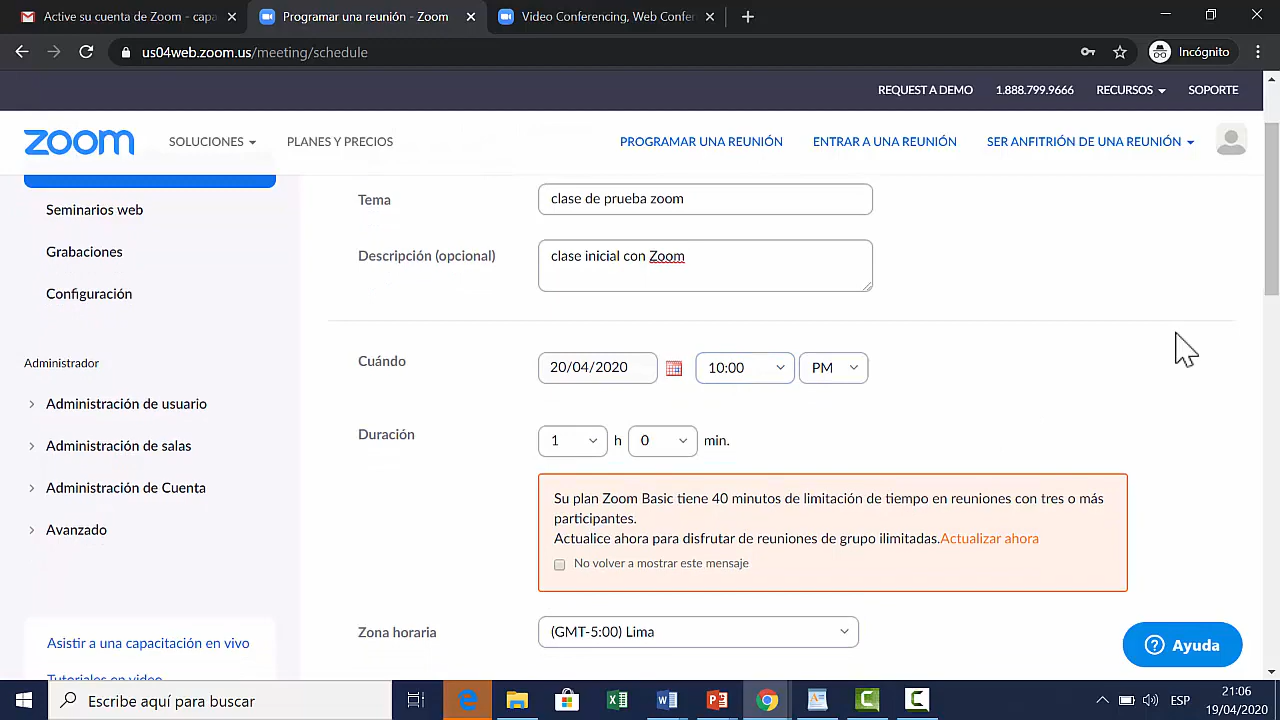 Active su cuenta de Zoom - capa
Programar una reunión - Zoom
Video Conferencing, Web Confer
us04web.zoom.us/meeting/schedule
Incógnito
REQUEST A DEMO 1.888.799.9666 RECURSOS SOPORTE
zoom SOLUCIONES PLANES Y PRECIOS PROGRAMAR UNA REUNIÓN ENTRAR A UNA REUNIÓN SER ANFITRIÓN DE UNA REUNIÓN
Seminarios web
Grabaciones
Configuración
Administrador
Administración de usuario
Administración de salas
Administración de Cuenta
Avanzado
Asistir a una capacitación en vivo
Tutoriales en video
Tema clase de prueba zoom
Descripción (opcional) clase inicial con Zoom
Cuándo 20/04/2020 10:00 PM
Duración 1 h 0 min.
Su plan Zoom Basic tiene 40 minutos de limitación de tiempo en reuniones con tres o más
participantes.
Actualice ahora para disfrutar de reuniones de grupo ilimitadas.Actualizar ahora
No volver a mostrar este mensaje
Zona horaria (GMT-5:00) Lima
Ayuda
Escribe aquí para buscar
ESP
21:06
19/04/2020